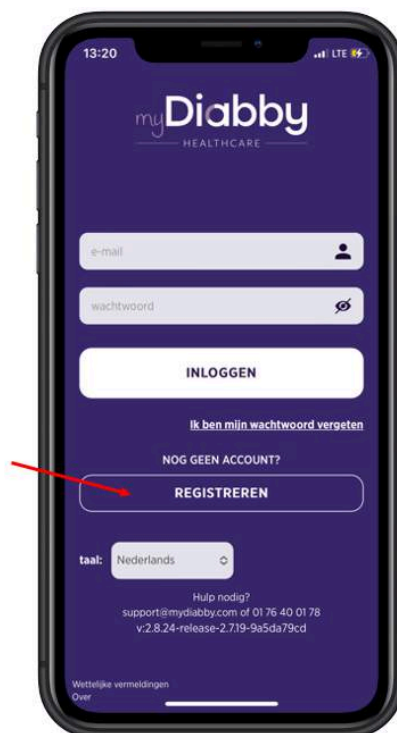 13:20
LTE
myDiabby
HEALTHCARE
e-mail
wachtwoord
INLOGGEN
Ik ben mijn wachtwoord vergeten
NOG GEEN ACCOUNT?
REGISTREREN
taal: Nederlands
Hulp nodig?
support@mydiabby.com of 01 76 40 01 78
v:2.8.24-release-2.7.19-9a5da79cd
Wettelijke vermeldingen
Over